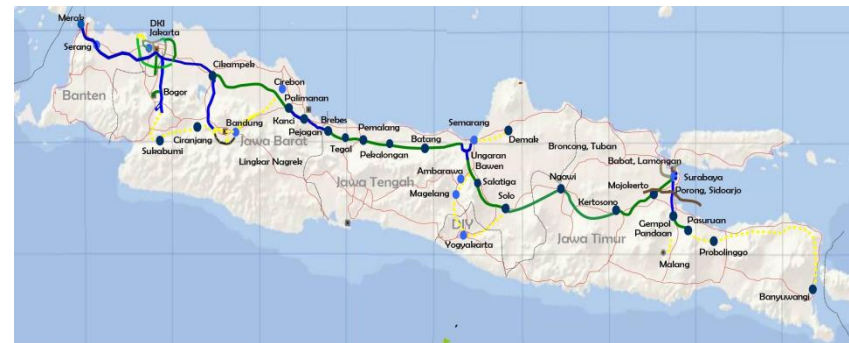 Merak
DKI
Jakarta
Serang
Cikampek
Banten
Bogor
Cirebon
Palimanan
Bandung
Kanci
Brebes
Pemalang
Batang
Semarang
Ciranjang
Jawa Barat
Pejagan
Demak
Sukabumi
Tegal
Pekalongan
Ungaran
Bawen
Broncong, Tuban
Lingkar Nagrek
Ambarawa
Babat, Lamongan
Jawa Tengah
Salatiga
Ngawi
Mojokerto
Surabaya
Magelang
Solo
Kertosono
Porong, Sidoarjo
DIY
Gempol
Pasuruan
Yogyakarta
Jawa Timur
Pandaan
Probolinggo
Malang
Banyuwangi